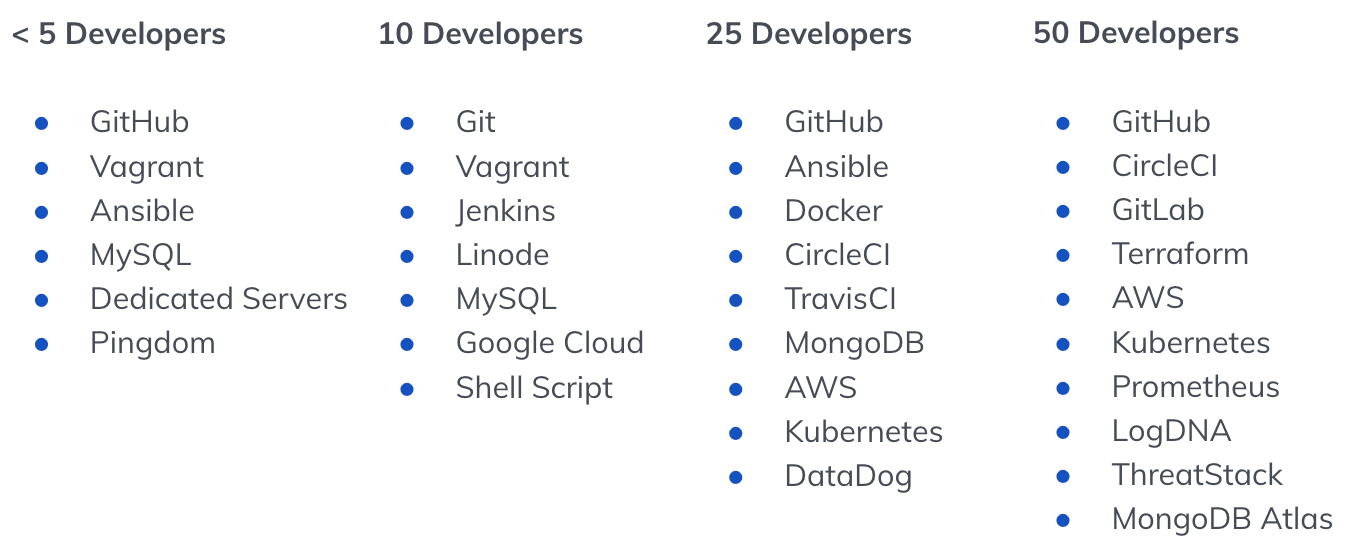 < 5 Developers
GitHub
Vagrant
Ansible
MySQL
Dedicated Servers
Pingdom
10 Developers
Git
Vagrant
Jenkins
Linode
MySQL
Google Cloud
Shell Script
25 Developers
GitHub
Ansible
Docker
CircleCI
TravisCI
MongoDB
AWS
Kubernetes
DataDog
50 Developers
GitHub
CircleCI
GitLab
Terraform
AWS
Kubernetes
Prometheus
LogDNA
ThreatStack
MongoDB Atlas